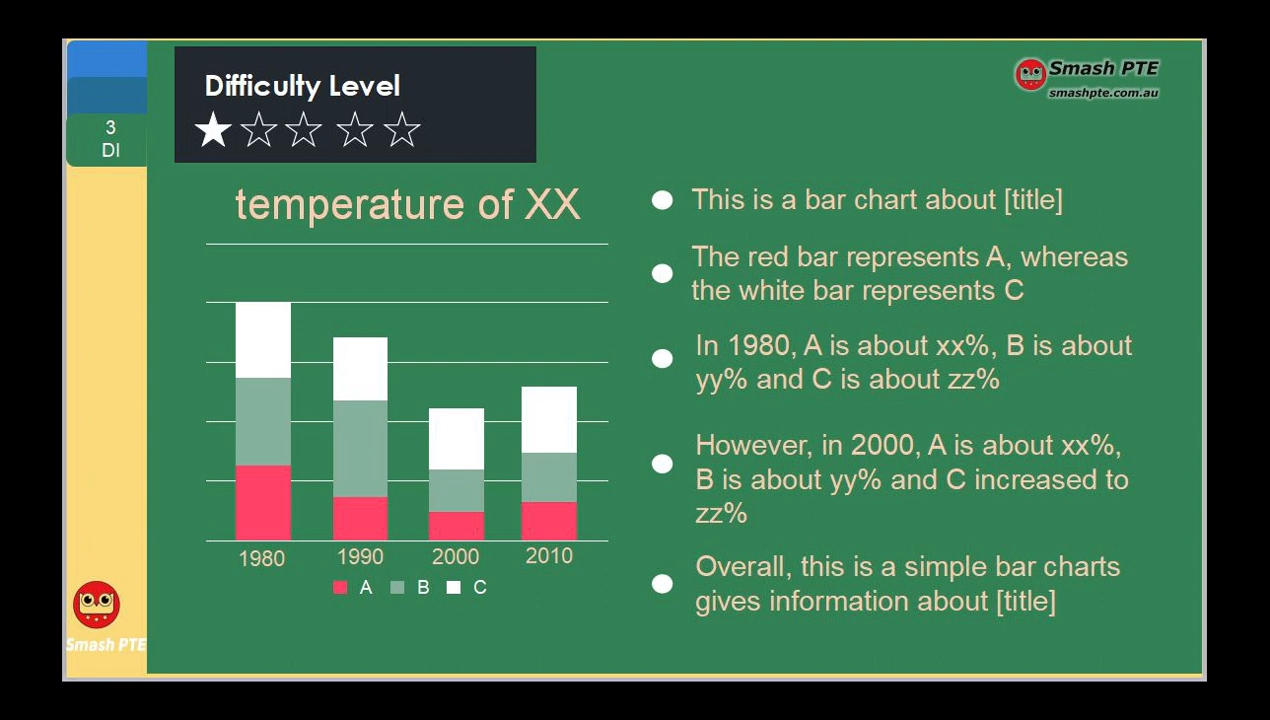 Difficulty Level
Smash PTE
smashpte.com.au
3
DI
temperature of XX
1980
1990
2000
2010
A
B
C
This is a bar chart about [title]
The red bar represents A, whereas
the white bar represents C
In 1980, A is about xx%, B is about
yy% and C is about zz%
However, in 2000, A is about xx%,
B is about yy% and C increased to
zz%
Overall, this is a simple bar charts
gives information about [title]
Smash PTE